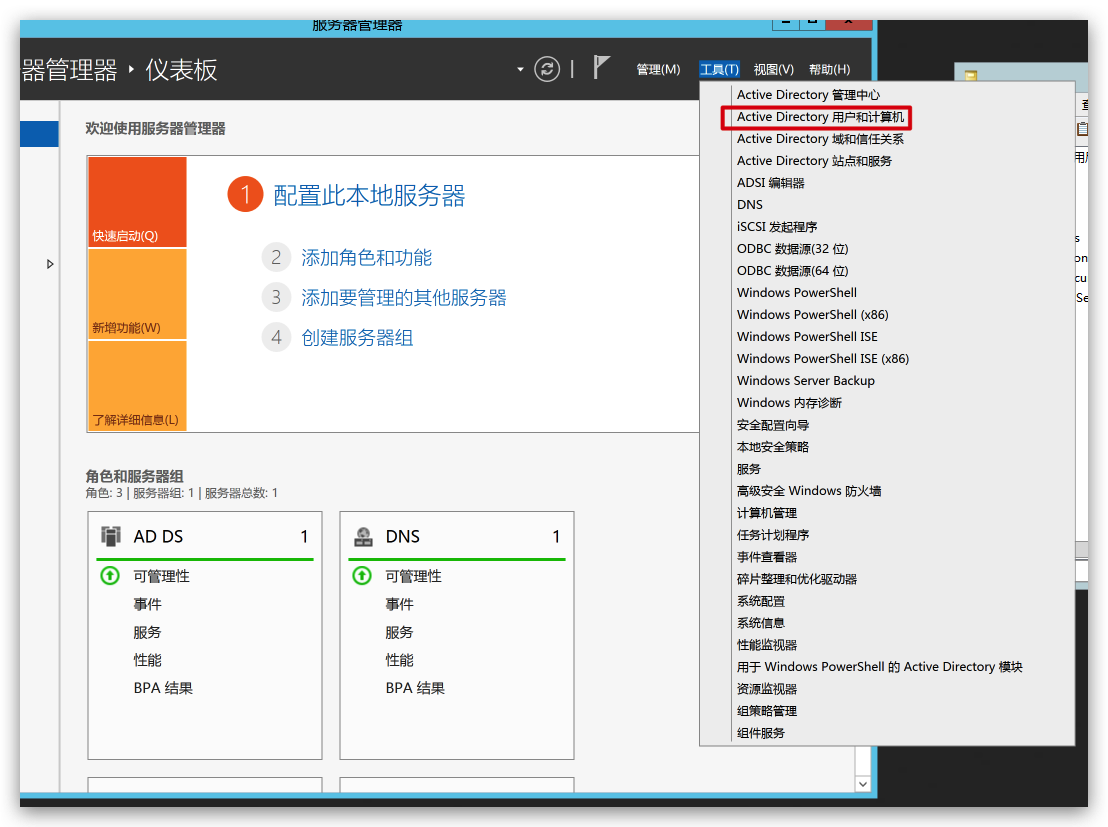 服务器管理器
器管理器 ‣ 仪表板
管理(M) 工具(T) 视图(V) 帮助(H)
欢迎使用服务器管理器
快速启动(Q)
新增功能(W)
了解详细信息(L)
1 配置此本地服务器
2 添加角色和功能
3 添加要管理的其他服务器
4 创建服务器组
角色和服务器组
角色: 3 | 服务器组: 1 | 服务器总数: 1
AD DS 1
可管理性
事件
服务
性能
BPA 结果
DNS 1
可管理性
事件
服务
性能
BPA 结果
Active Directory 管理中心
Active Directory 用户和计算机
Active Directory 域和信任关系
Active Directory 站点和服务
ADSI 编辑器
DNS
iSCSI 发起程序
ODBC 数据源(32 位)
ODBC 数据源(64 位)
Windows PowerShell
Windows PowerShell (x86)
Windows PowerShell ISE
Windows PowerShell ISE (x86)
Windows Server Backup
Windows 内存诊断
安全配置向导
本地安全策略
服务
高级安全 Windows 防火墙
计算机管理
任务计划程序
事件查看器
碎片整理和优化驱动器
系统配置
系统信息
性能监视器
用于 Windows PowerShell 的 Active Directory 模块
资源监视器
组策略管理
组件服务